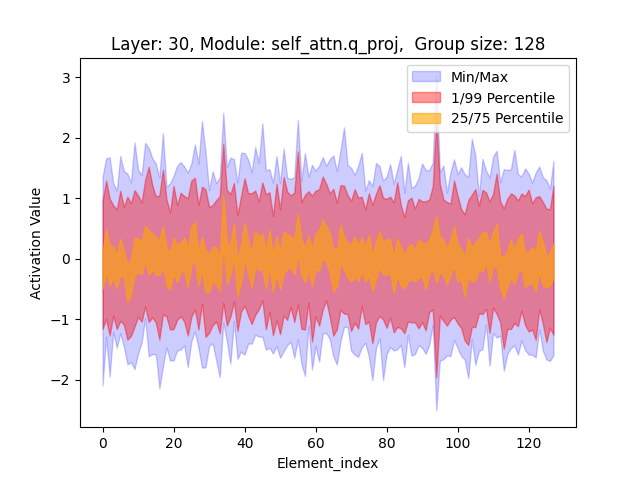 Layer: 30, Module: self_attn.q_proj,  Group size: 128
Min/Max
1/99 Percentile
25/75 Percentile
Activation Value
3
2
1
0
−1
−2
0 20 40 60 80 100 120
Element_index